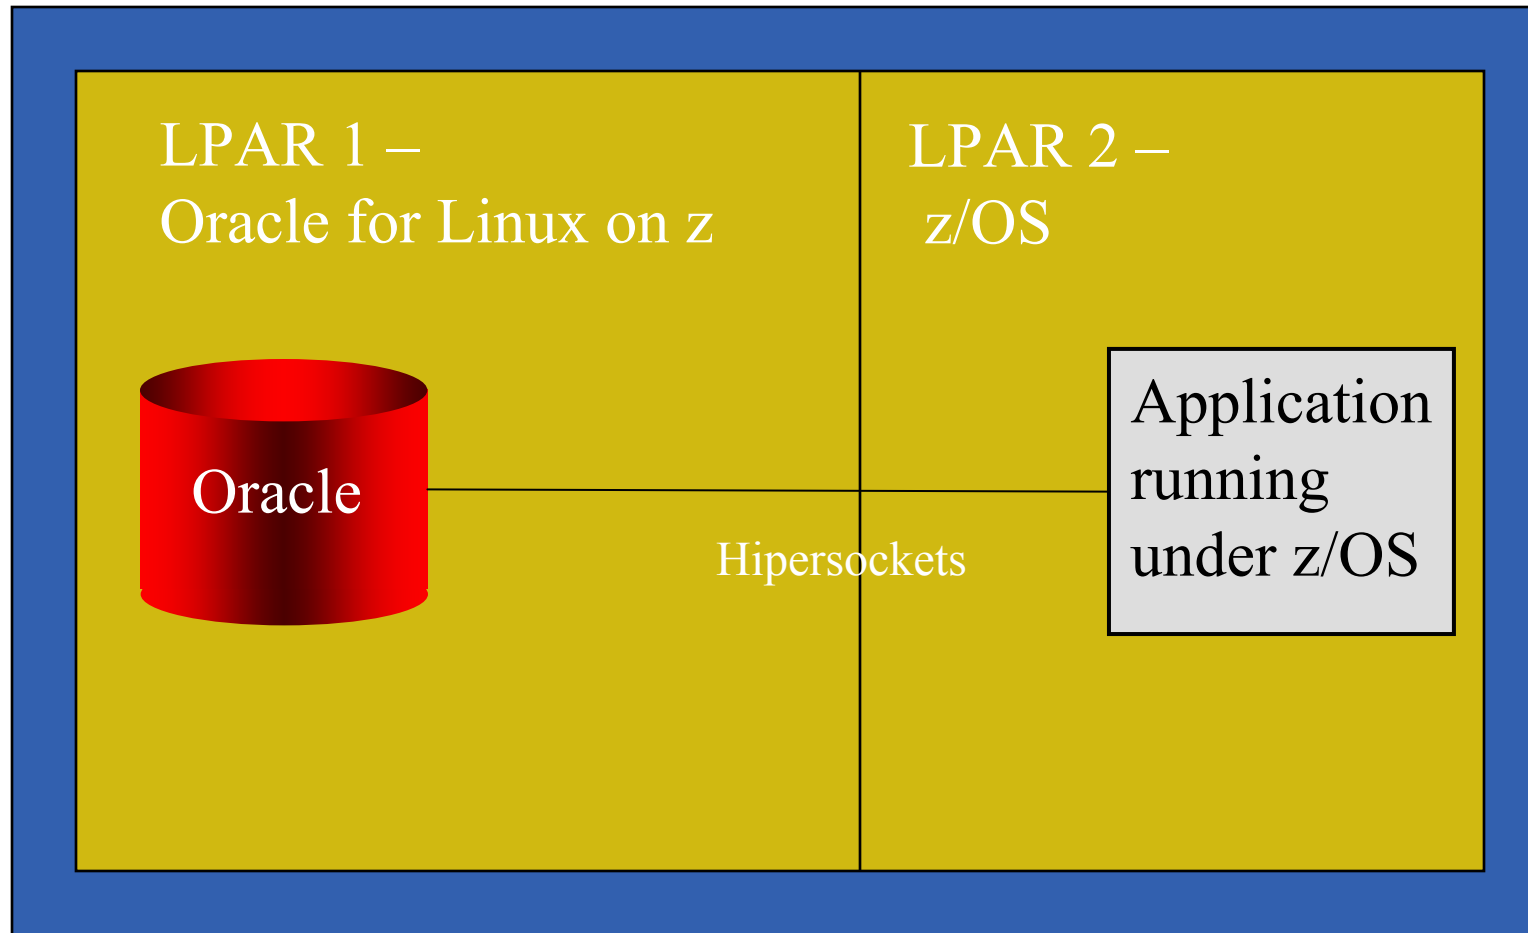 LPAR 1 –
Oracle for Linux on z
LPAR 2 –
z/OS
Oracle
Hipersockets
Application
running
under z/OS